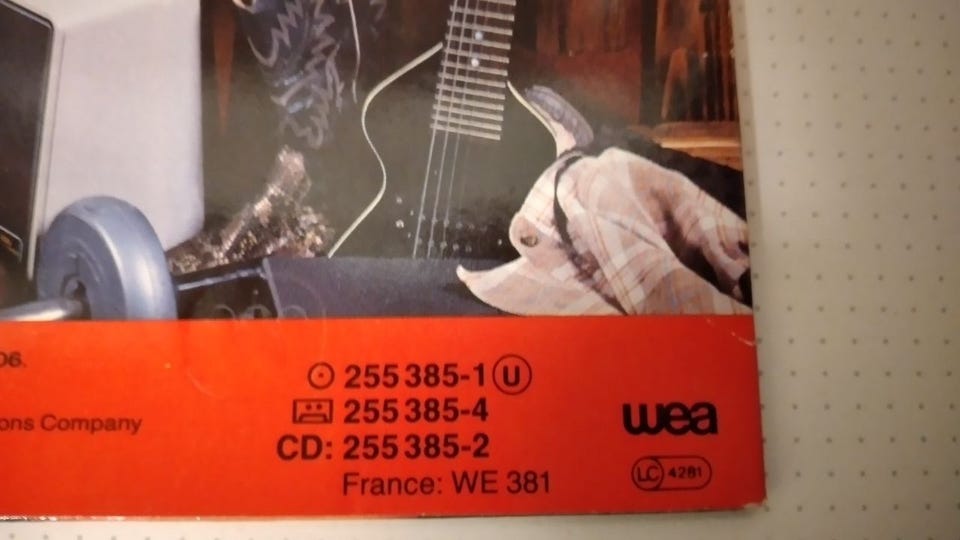 06.
ons Company
255 385-1 U
255 385-4
CD: 255 385-2
France: WE 381
wea
LC 4281